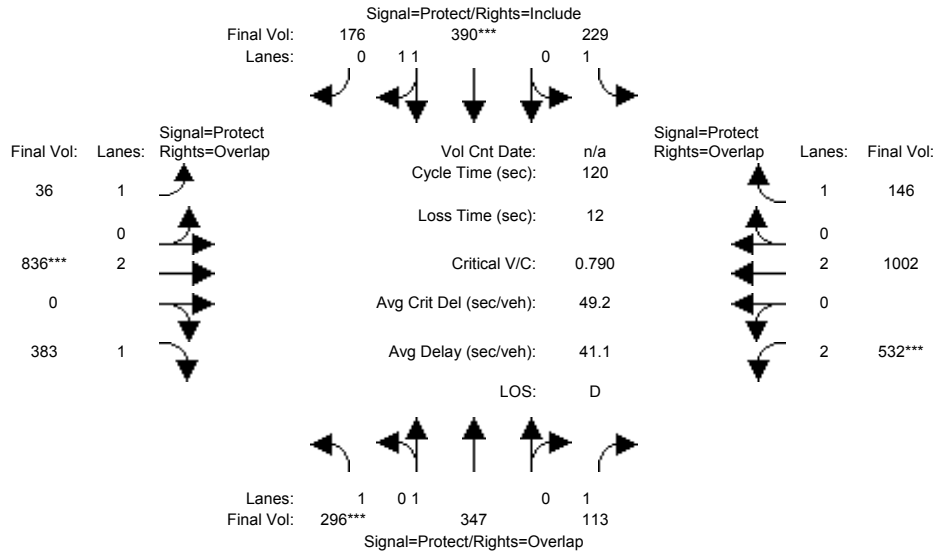 Signal=Protect/Rights=Include
Final Vol: 176 390*** 229
Lanes: 0 1 1 0 1
Signal=Protect Signal=Protect
Final Vol: Lanes: Rights=Overlap Vol Cnt Date: n/a Rights=Overlap Lanes: Final Vol:
Cycle Time (sec): 120
36 1 1 146
Loss Time (sec): 12
0 0
836*** 2 Critical V/C: 0.790 2 1002
0 Avg Crit Del (sec/veh): 49.2 0
383 1 Avg Delay (sec/veh): 41.1 2 532***
LOS: D
Lanes: 1 0 1 0 1
Final Vol: 296*** 347 113
Signal=Protect/Rights=Overlap